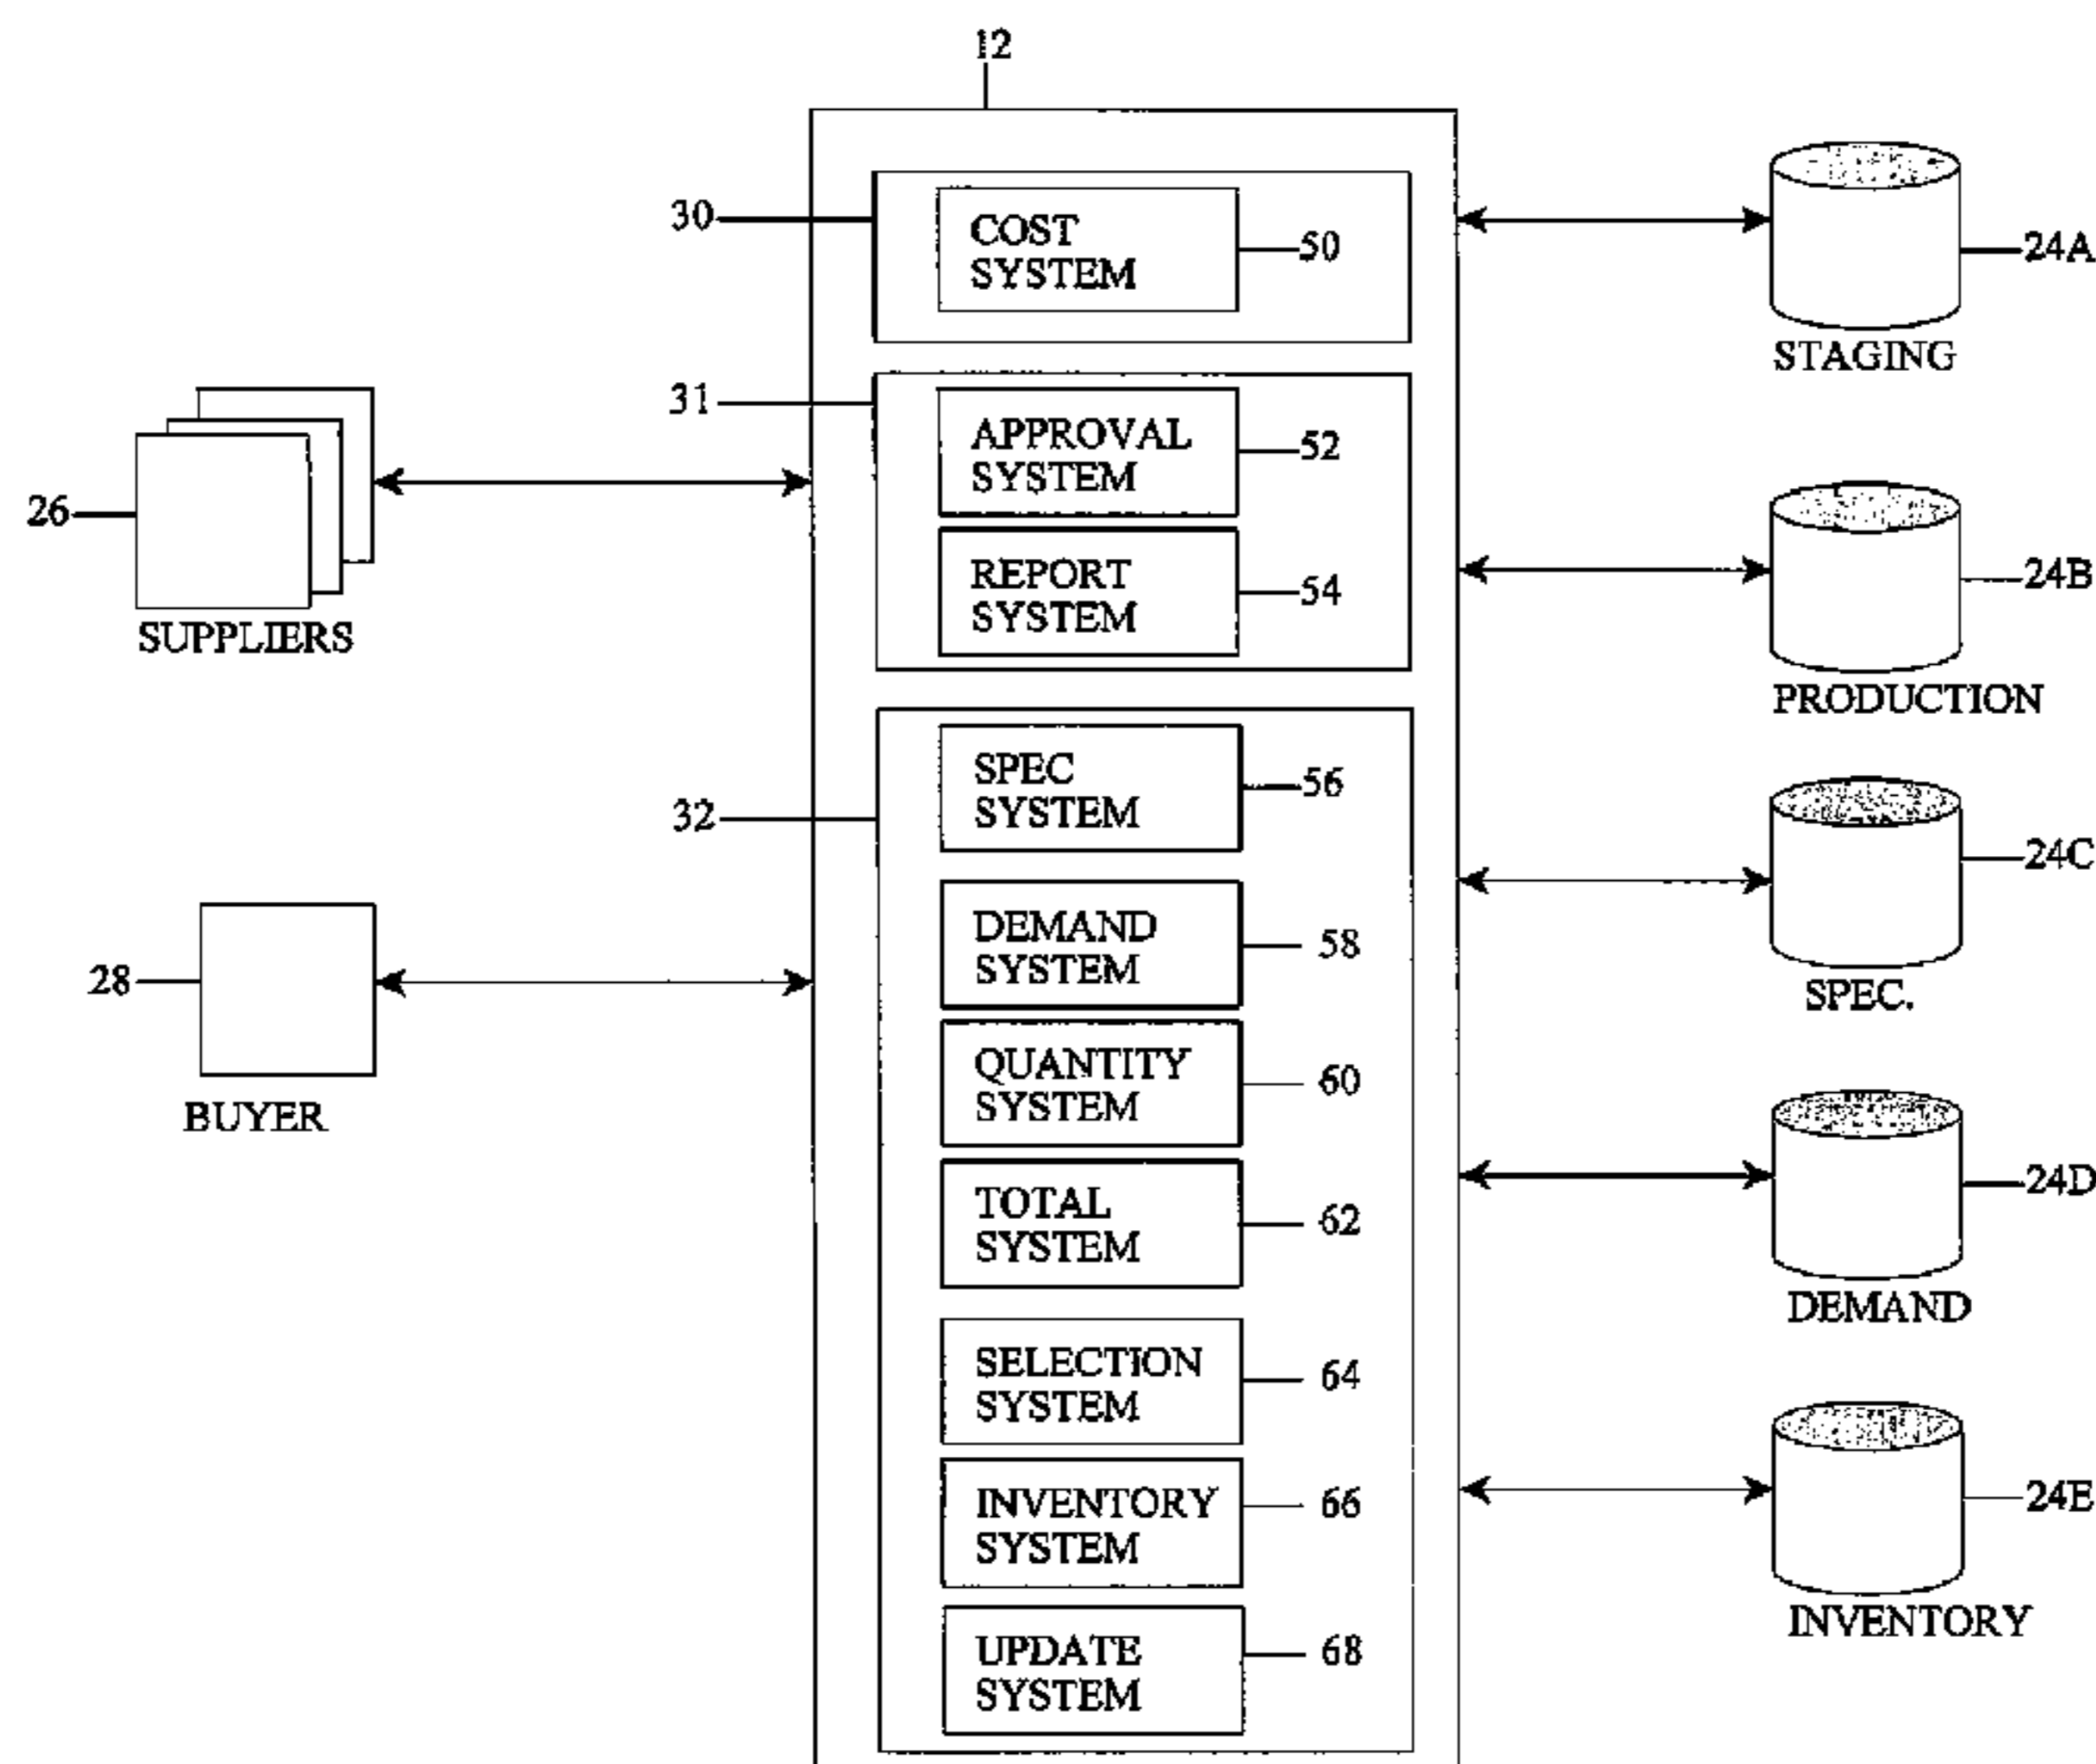 12
30
COST
SYSTEM
50
24A
STAGING
31
APPROVAL
SYSTEM
52
26
REPORT
SYSTEM
54
24B
SUPPLIERS
PRODUCTION
32
SPEC
SYSTEM
56
24C
DEMAND
SYSTEM
58
28
SPEC.
BUYER
QUANTITY
SYSTEM
60
TOTAL
SYSTEM
62
24D
DEMAND
SELECTION
SYSTEM
64
INVENTORY
SYSTEM
66
24E
INVENTORY
UPDATE
SYSTEM
68